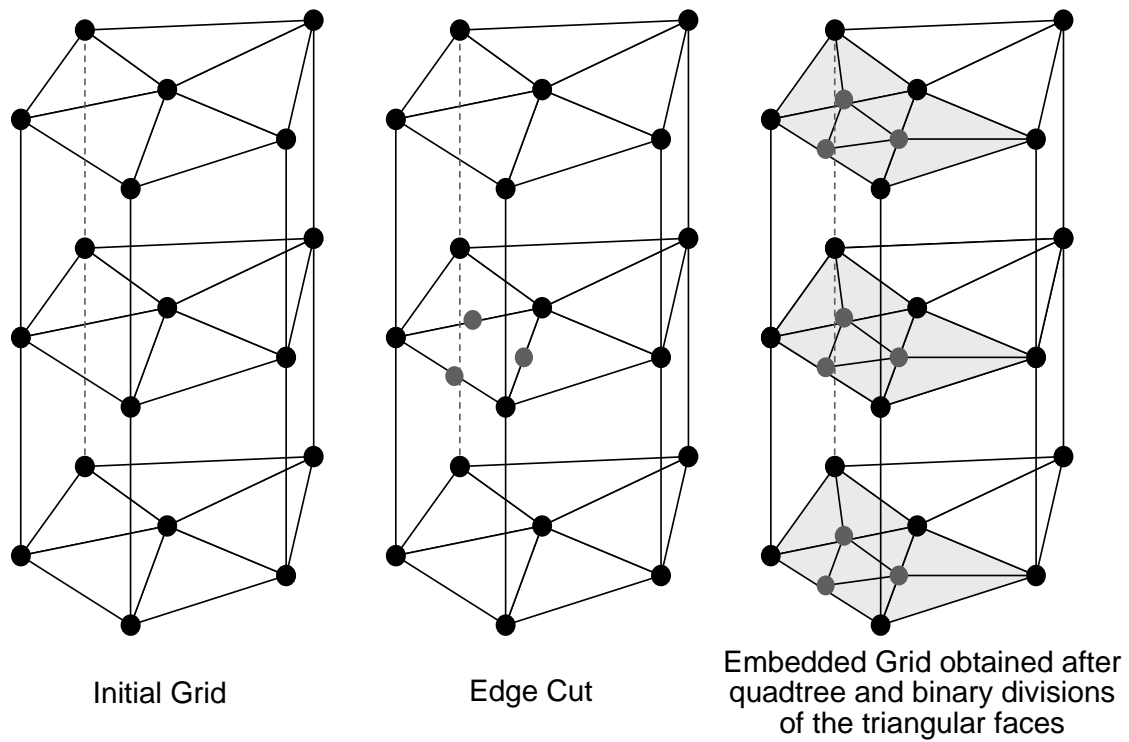 Initial Grid
Edge Cut
Embedded Grid obtained after
quadtree and binary divisions
of the triangular faces